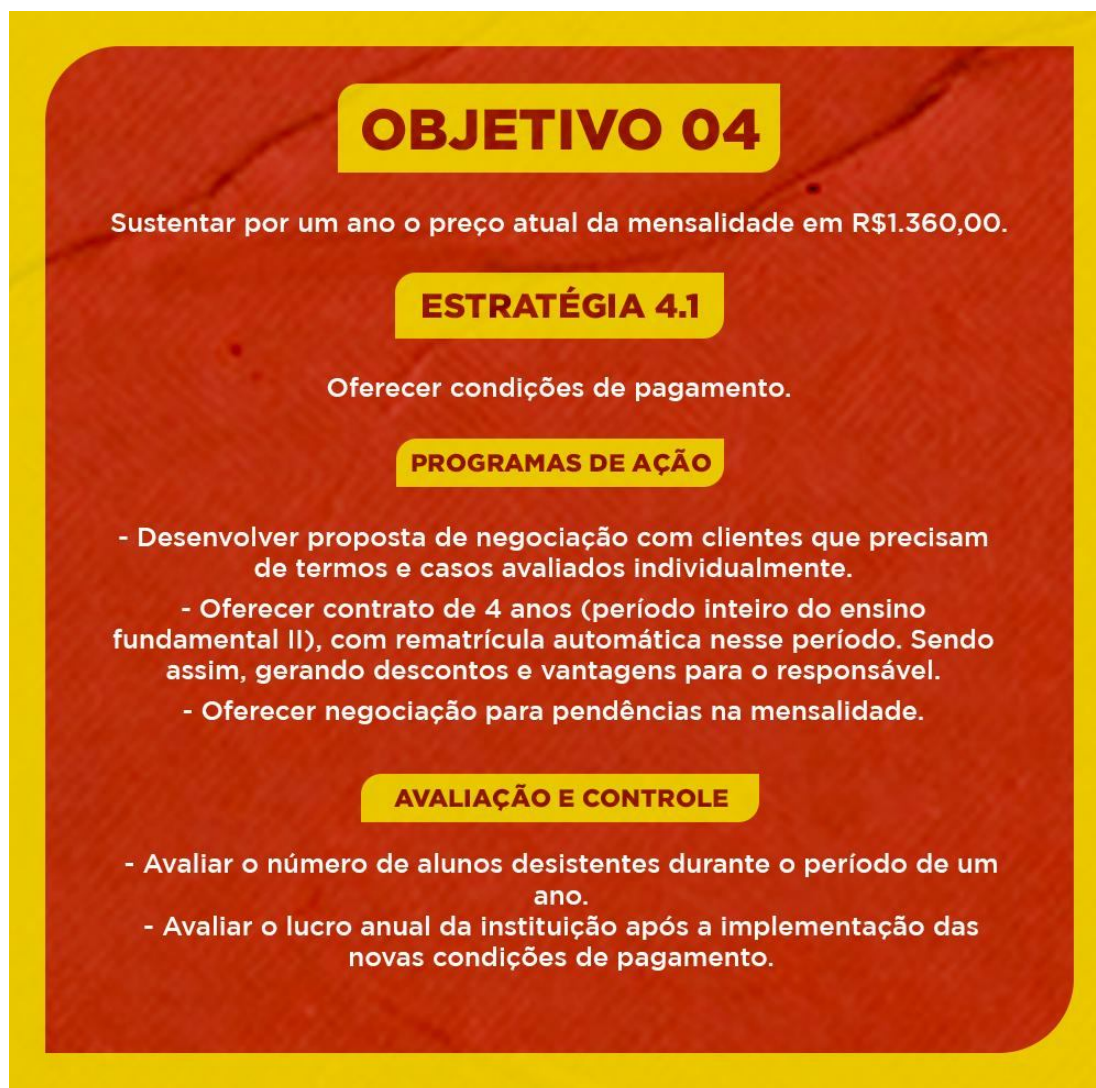 OBJETIVO 04
Sustentar por um ano o preço atual da mensalidade em R$1.360,00.
ESTRATÉGIA 4.1
Oferecer condições de pagamento.
PROGRAMAS DE AÇÃO
- Desenvolver proposta de negociação com clientes que precisam
de termos e casos avaliados individualmente.
- Oferecer contrato de 4 anos (período inteiro do ensino
fundamental II), com rematrícula automática nesse período. Sendo
assim, gerando descontos e vantagens para o responsável.
- Oferecer negociação para pendências na mensalidade.
AVALIAÇÃO E CONTROLE
- Avaliar o número de alunos desistentes durante o período de um
ano.
- Avaliar o lucro anual da instituição após a implementação das
novas condições de pagamento.